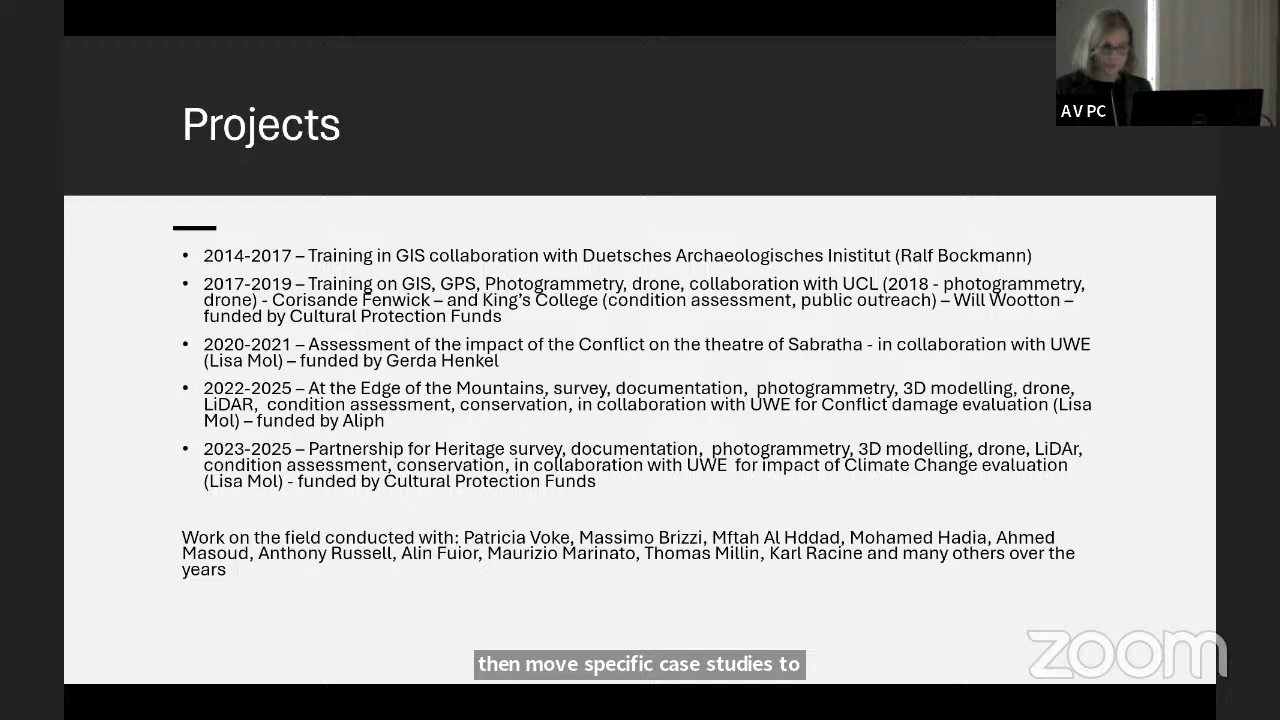 AV PC
Projects
• 2014-2017 – Training in GIS collaboration with Duetsches Archaeologisches Inistitut (Ralf Bockmann)
• 2017-2019 – Training on GIS, GPS, Photogrammetry, drone, collaboration with UCL (2018 - photogrammetry,
drone) - Corisande Fenwick – and King's College (condition assessment, public outreach) – Will Wootton –
funded by Cultural Protection Funds
• 2020-2021 – Assessment of the impact of the Conflict on the theatre of Sabratha - in collaboration with UWE
(Lisa Mol) – funded by Gerda Henkel
• 2022-2025 – At the Edge of the Mountains, survey, documentation, photogrammetry, 3D modelling, drone,
LiDAR, condition assessment, conservation, in collaboration with UWE for Conflict damage evaluation (Lisa
Mol) – funded by Aliph
• 2023-2025 – Partnership for Heritage survey, documentation, photogrammetry, 3D modelling, drone, LiDAr,
condition assessment, conservation, in collaboration with UWE for impact of Climate Change evaluation
(Lisa Mol) - funded by Cultural Protection Funds
Work on the field conducted with: Patricia Voke, Massimo Brizzi, Mftah Al Hddad, Mohamed Hadia, Ahmed
Masoud, Anthony Russell, Alin Fuior, Maurizio Marinato, Thomas Millin, Karl Racine and many others over the
years
then move specific case studies to
zoom